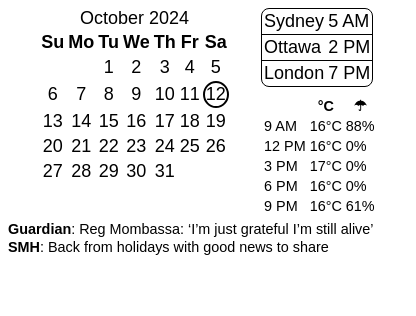 October 2024
Su Mo Tu We Th Fr Sa
1 2 3 4 5
6 7 8 9 10 11 12
13 14 15 16 17 18 19
20 21 22 23 24 25 26
27 28 29 30 31
Sydney 5 AM
Ottawa 2 PM
London 7 PM
°C ☂
9 AM 16°C 88%
12 PM 16°C 0%
3 PM 17°C 0%
6 PM 16°C 0%
9 PM 16°C 61%
Guardian: Reg Mombassa: ‘I’m just grateful I’m still alive’
SMH: Back from holidays with good news to share